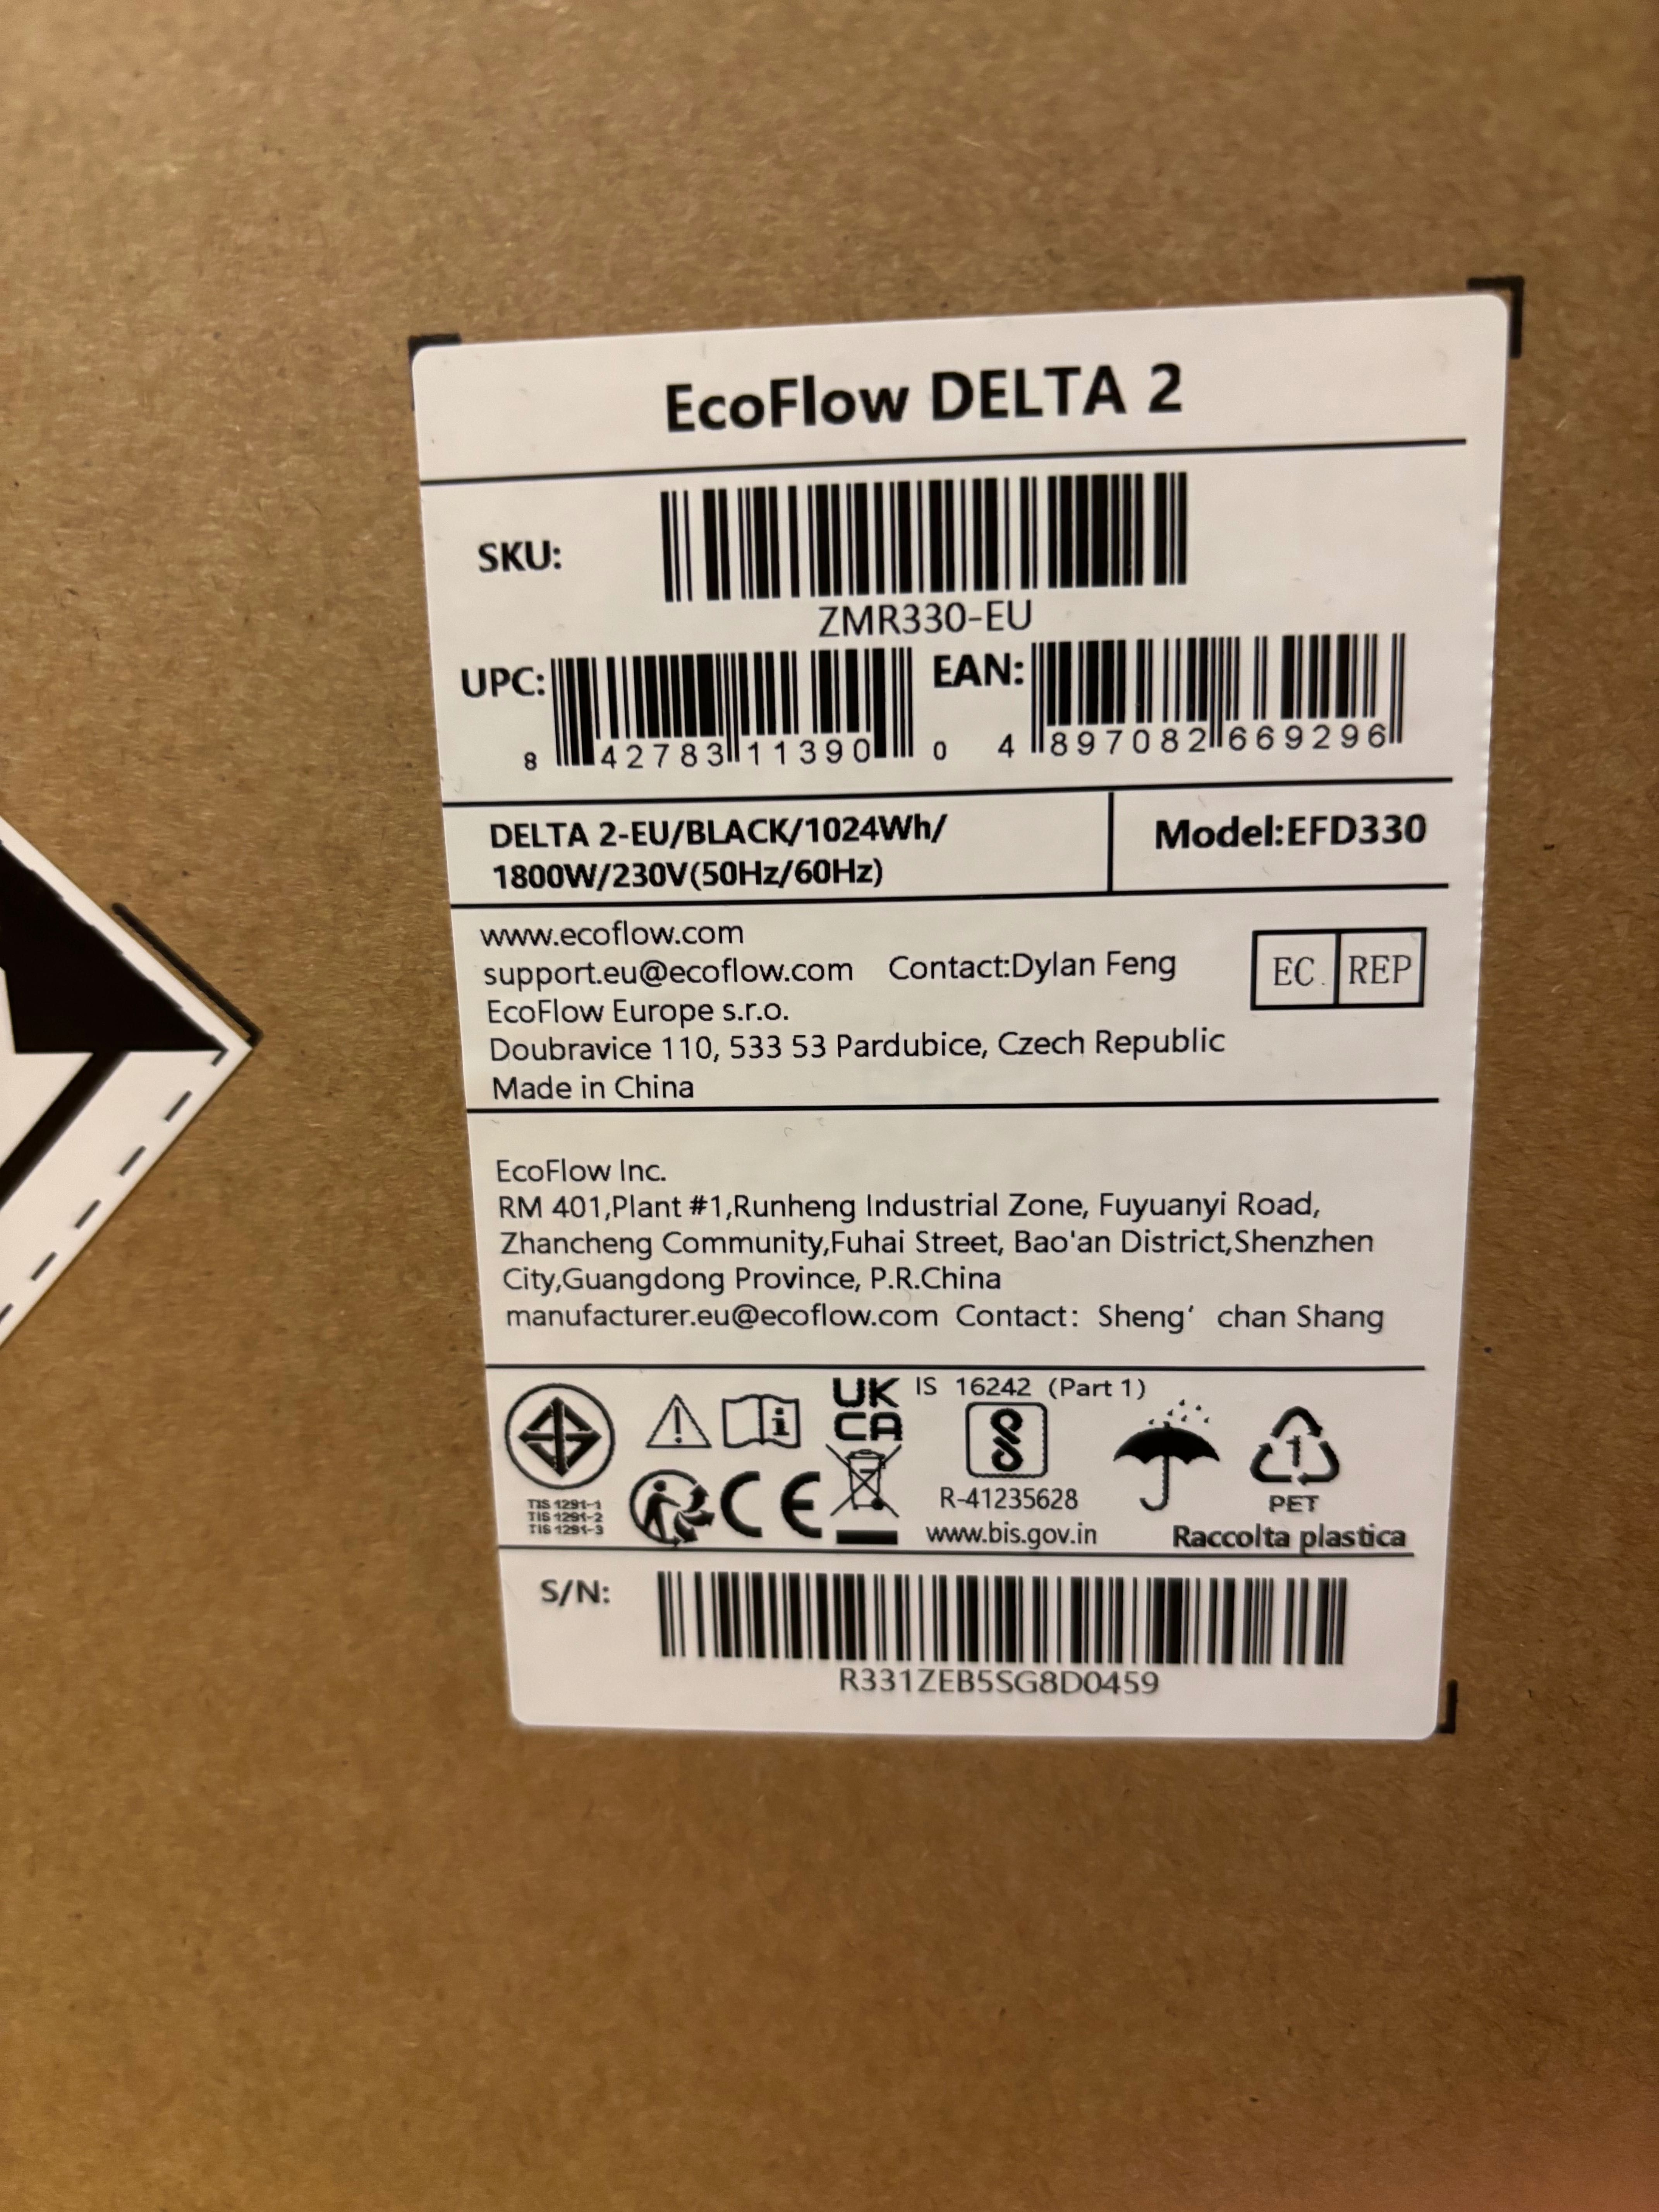 EcoFlow DELTA 2
SKU:
ZMR330-EU
UPC: EAN:
8 42783 11390 0 4 897082 669296
DELTA 2-EU/BLACK/1024Wh/
1800W/230V(50Hz/60Hz)
Model:EFD330
www.ecoflow.com
support.eu@ecoflow.com Contact:Dylan Feng
EC REP
EcoFlow Europe s.r.o.
Doubravice 110, 533 53 Pardubice, Czech Republic
Made in China
EcoFlow Inc.
RM 401,Plant #1,Runheng Industrial Zone, Fuyuanyi Road,
Zhancheng Community,Fuhai Street, Bao'an District,Shenzhen
City,Guangdong Province, P.R.China
manufacturer.eu@ecoflow.com Contact: Sheng' chan Shang
UK
CA
IS 16242 (Part 1)
TIS 1291-1
TIS 1291-2
TIS 1291-3
CE
R-41235628
www.bis.gov.in
1
PET
Raccolta plastica
S/N:
R331ZEB5SG8D0459